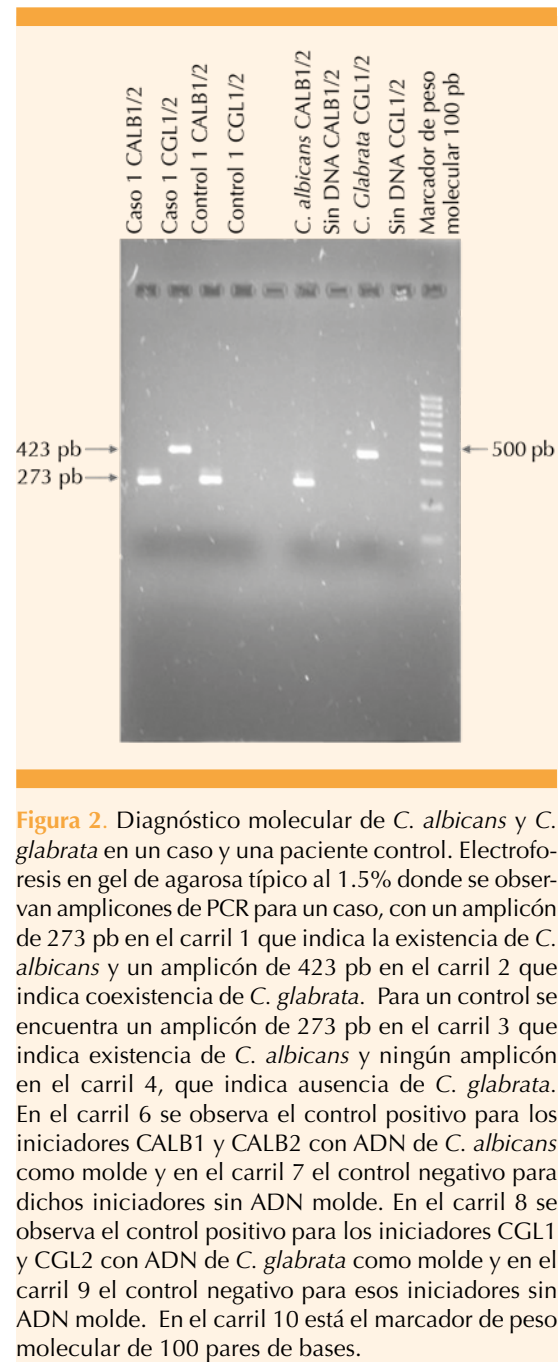 Caso 1 CALB1/2
Caso 1 CGL1/2
Control 1 CALB1/2
Control 1 CGL1/2
C. albicans CALB1/2
Sin DNA CALB1/2
C. Glabrata CGL1/2
Sin DNA CGL1/2
Marcador de peso
molecular 100 pb
423 pb
500 pb
273 pb
Figura 2. Diagnóstico molecular de C. albicans y C.
glabrata en un caso y una paciente control. Electrofo-
resis en gel de agarosa típico al 1.5% donde se obser-
van amplicones de PCR para un caso, con un amplicón
de 273 pb en el carril 1 que indica la existencia de C.
albicans y un amplicón de 423 pb en el carril 2 que
indica coexistencia de C. glabrata. Para un control se
encuentra un amplicón de 273 pb en el carril 3 que
indica existencia de C. albicans y ningún amplicón
en el carril 4, que indica ausencia de C. glabrata.
En el carril 6 se observa el control positivo para los
iniciadores CALB1 y CALB2 con ADN de C. albicans
como molde y en el carril 7 el control negativo para
dichos iniciadores sin ADN molde. En el carril 8 se
observa el control positivo para los iniciadores CGL1
y CGL2 con ADN de C. glabrata como molde y en el
carril 9 el control negativo para esos iniciadores sin
ADN molde. En el carril 10 está el marcador de peso
molecular de 100 pares de bases.